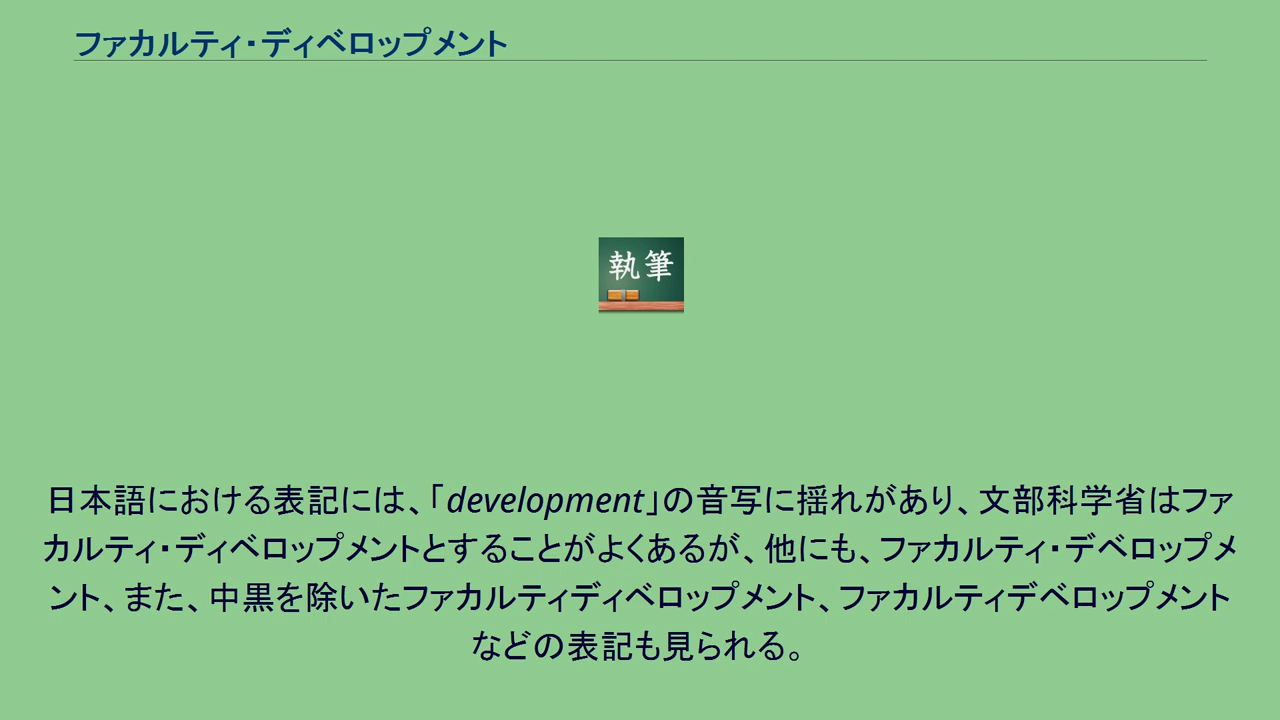 ファカルティ・ディベロップメント
執筆
日本語における表記には、「development」の音写に揺れがあり、文部科学省はファ
カルティ・ディベロップメントとすることがよくあるが、他にも、ファカルティ・デベロップメ
ント、また、中黒を除いたファカルティディベロップメント、ファカルティデベロップメント
などの表記も見られる。